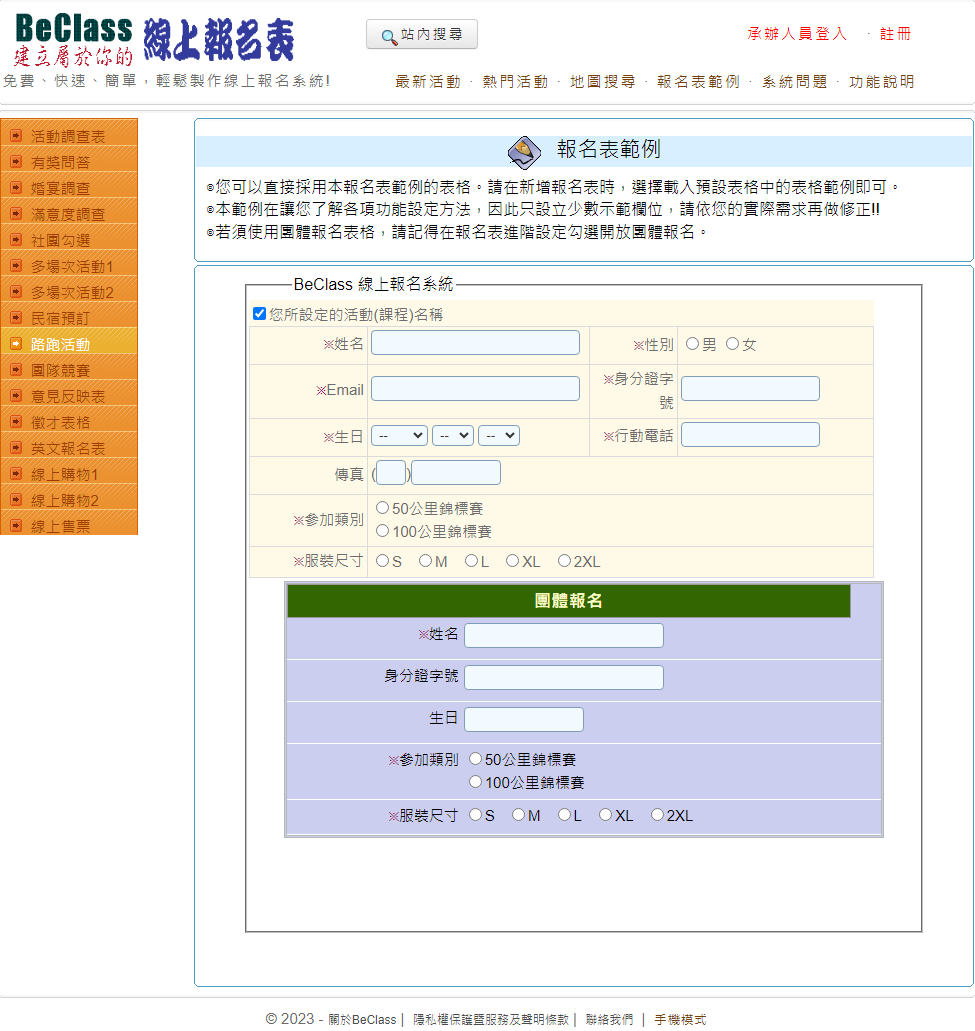 BeClass 線上報名表
建立屬於你的
免費、快速、簡單，輕鬆製作線上報名系統!
站內搜尋
承辦人員登入 · 註冊
最新活動 · 熱門活動 · 地圖搜尋 · 報名表範例 · 系統問題 · 功能說明
活動調查表
有獎問答
婚宴調查
滿意度調查
社團勾選
多場次活動1
多場次活動2
民宿預訂
路跑活動
團隊競賽
意見反映表
徵才表格
英文報名表
線上購物1
線上購物2
線上售票
報名表範例
◎您可以直接採用本報名表範例的表格。請在新增報名表時，選擇載入預設表格中的表格範例即可。
◎本範例在讓您了解各項功能設定方法，因此只設立少數示範欄位，請依您的實際需求再做修正!!
◎若須使用團體報名表格，請記得在報名表進階設定勾選開放團體報名。
BeClass 線上報名系統
您所設定的活動(課程)名稱
※姓名 ※性別 男 女
※Email ※身分證字號
※生日 -- -- -- ※行動電話
傳真 ( )
※參加類別 50公里錦標賽
100公里錦標賽
※服裝尺寸 S M L XL 2XL
團體報名
※姓名
身分證字號
生日
※參加類別 50公里錦標賽
100公里錦標賽
※服裝尺寸 S M L XL 2XL
© 2023 - 關於BeClass | 隱私權保護暨服務及聲明條款 | 聯絡我們 | 手機模式